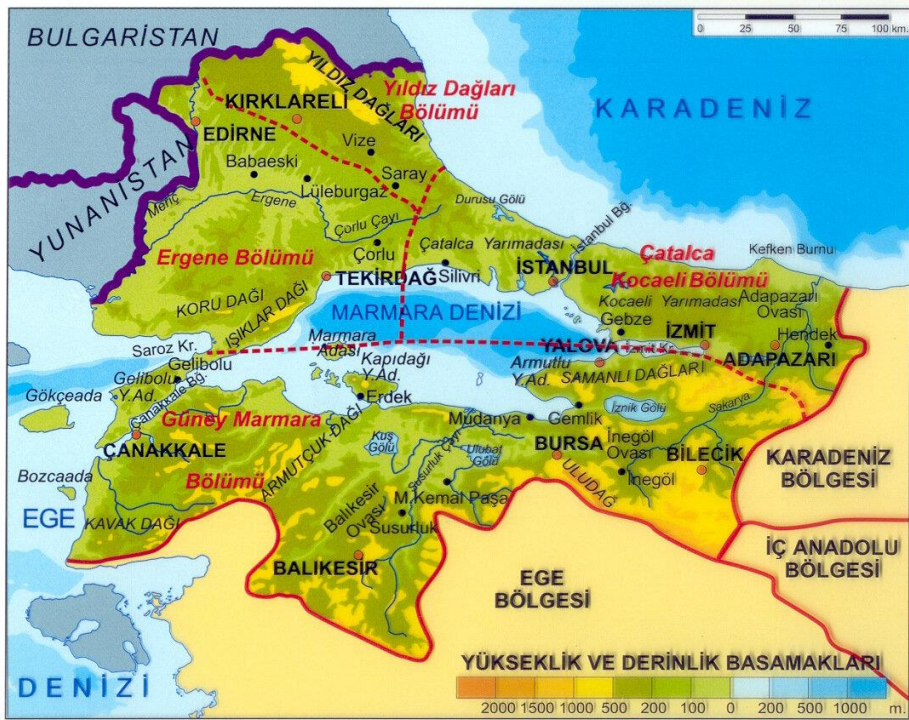 0 25 50 75 100 km.
BULGARİSTAN
KARADENİZ
YILDIZ DAĞLARI
Yıldız Dağları
Bölümü
KIRKLARELİ
EDİRNE
Vize
Babaeski
Saray
Lüleburgaz
YUNANİSTAN
Meriç
Ergene
Durusu Gölü
Çorlu Çayı
Çatalca Yarımadası
İstanbul Bğ.
Ergene Bölümü
Çorlu
Silivri
İSTANBUL
Çatalca
Kocaeli Bölümü
Kefken Burnu
TEKİRDAĞ
KORU DAĞI
IŞIKLAR DAĞI
MARMARA DENİZİ
Kocaeli Yarımadası
Gebze
Adapazarı
Ovası
İZMİT
Hendek
Saroz Kr.
Marmara
Adası
YALOVA
İzmit Kr.
ADAPAZARI
Gelibolu
Gelibolu
Y.Ad.
Kapıdağı
Y.Ad.
Armutlu
Y.Ad.
SAMANLI DAĞLARI
Gökçeada
Çanakkale Bğ.
Erdek
Mudanya
Gemlik
İznik Gölü
Sakarya
Güney Marmara
Bölümü
ÇANAKKALE
ARMUTÇUK DAĞI
Kuş
Gölü
Susurluk Çayı
Ulubat
Gölü
BURSA
İnegöl
Ovası
BİLECİK
Bozcaada
ULUDAĞ
İnegöl
KARADENİZ
BÖLGESİ
EGE
KAVAK DAĞI
Balıkesir
Ovası
M.Kemal Paşa
Susurluk
BALIKESİR
EGE
BÖLGESİ
İÇ ANADOLU
BÖLGESİ
DENİZİ
YÜKSEKLİK VE DERİNLİK BASAMAKLARI
2000 1500 1000 500 200 100 0 200 500 1000 m.